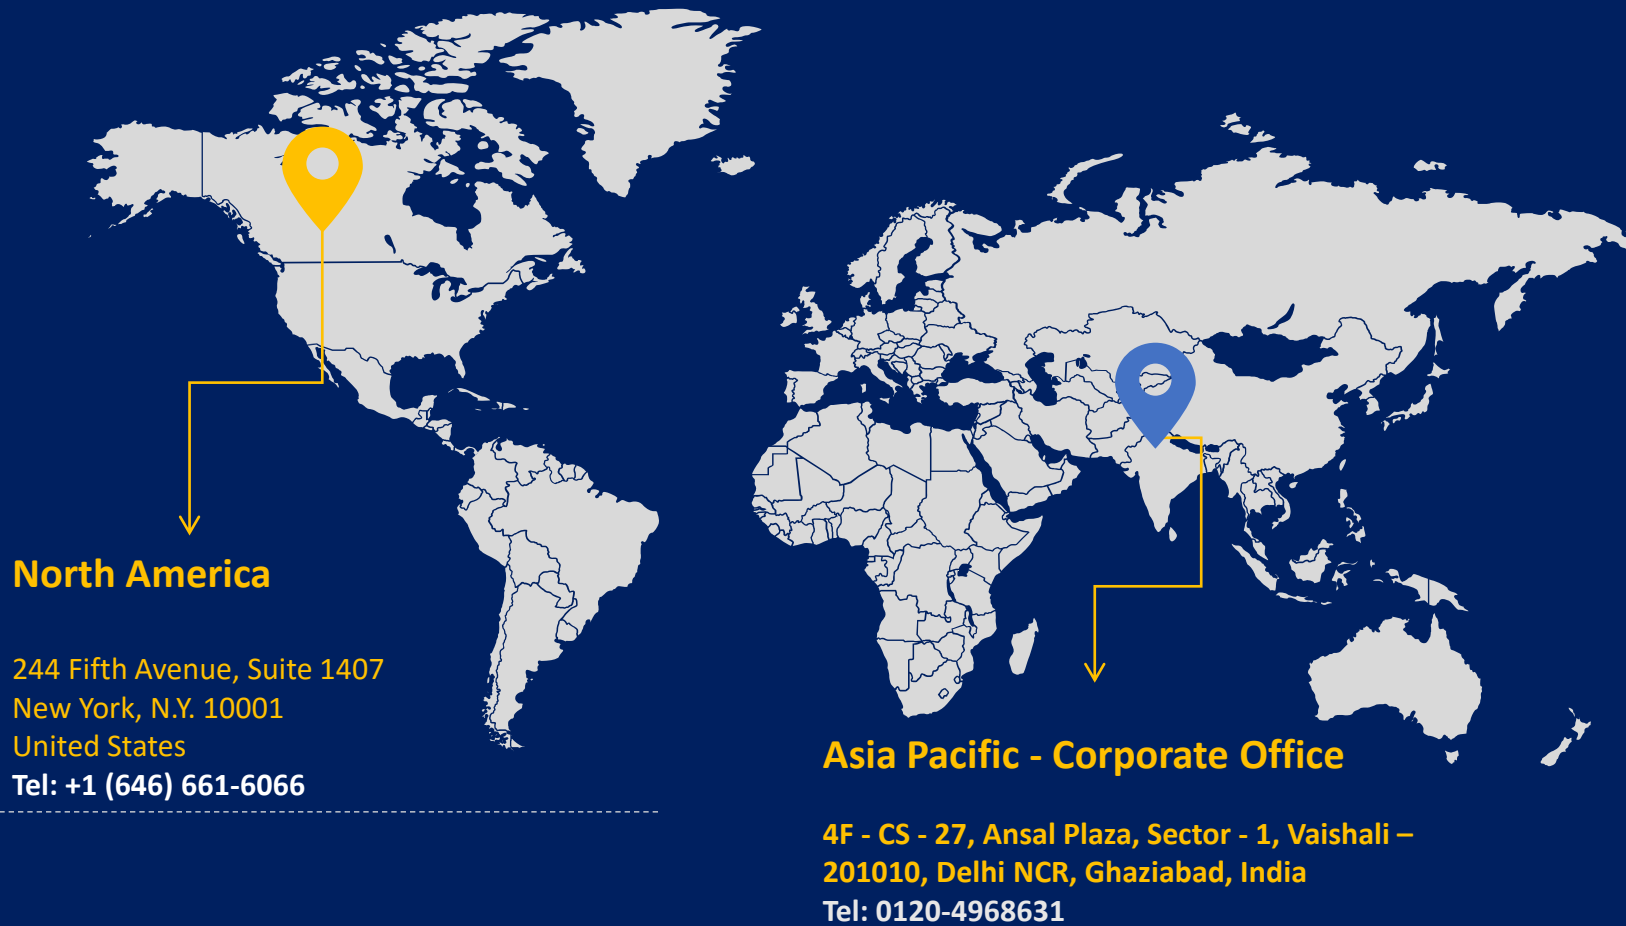 North America
244 Fifth Avenue, Suite 1407
New York, N.Y. 10001
United States
Tel: +1 (646) 661-6066
Asia Pacific - Corporate Office
4F - CS - 27, Ansal Plaza, Sector - 1, Vaishali –
201010, Delhi NCR, Ghaziabad, India
Tel: 0120-4968631